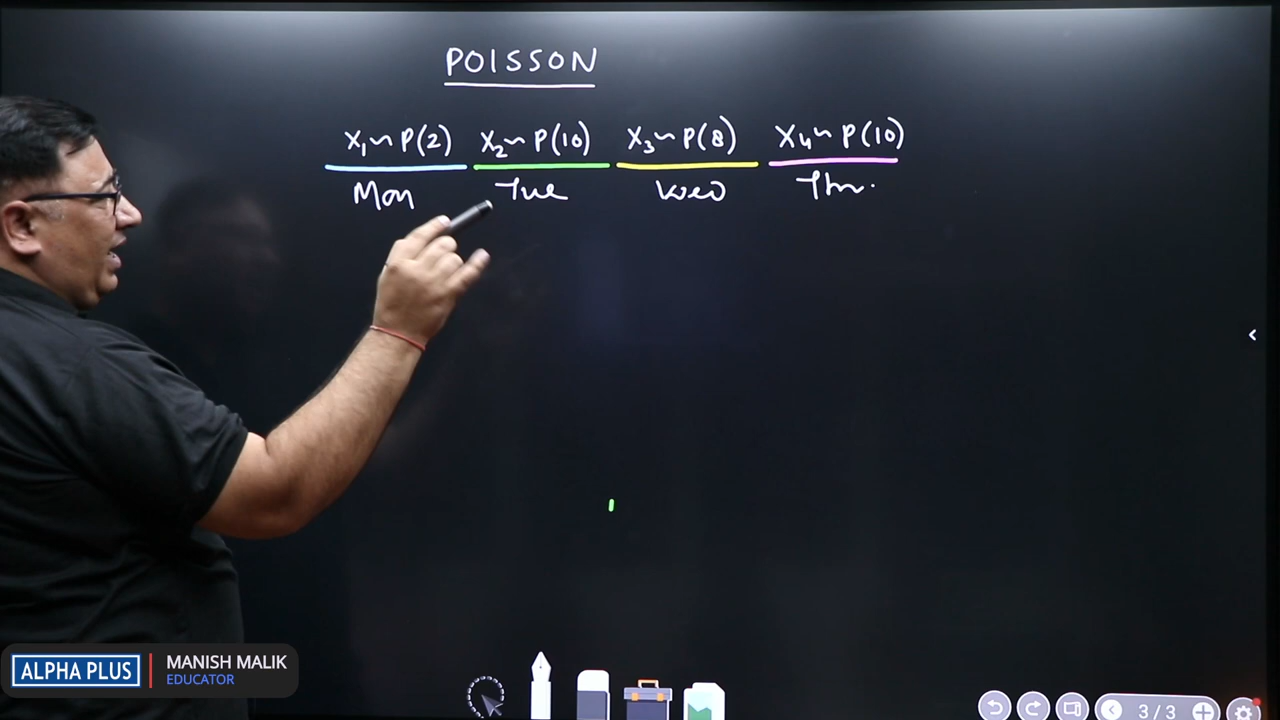 POISSON
X₁ ~ P(2) X₂ ~ P(10) X₃ ~ P(8) X₄ ~ P(10)
Mon Tue Wed Thu.
ALPHA PLUS
MANISH MALIK
EDUCATOR
3/3